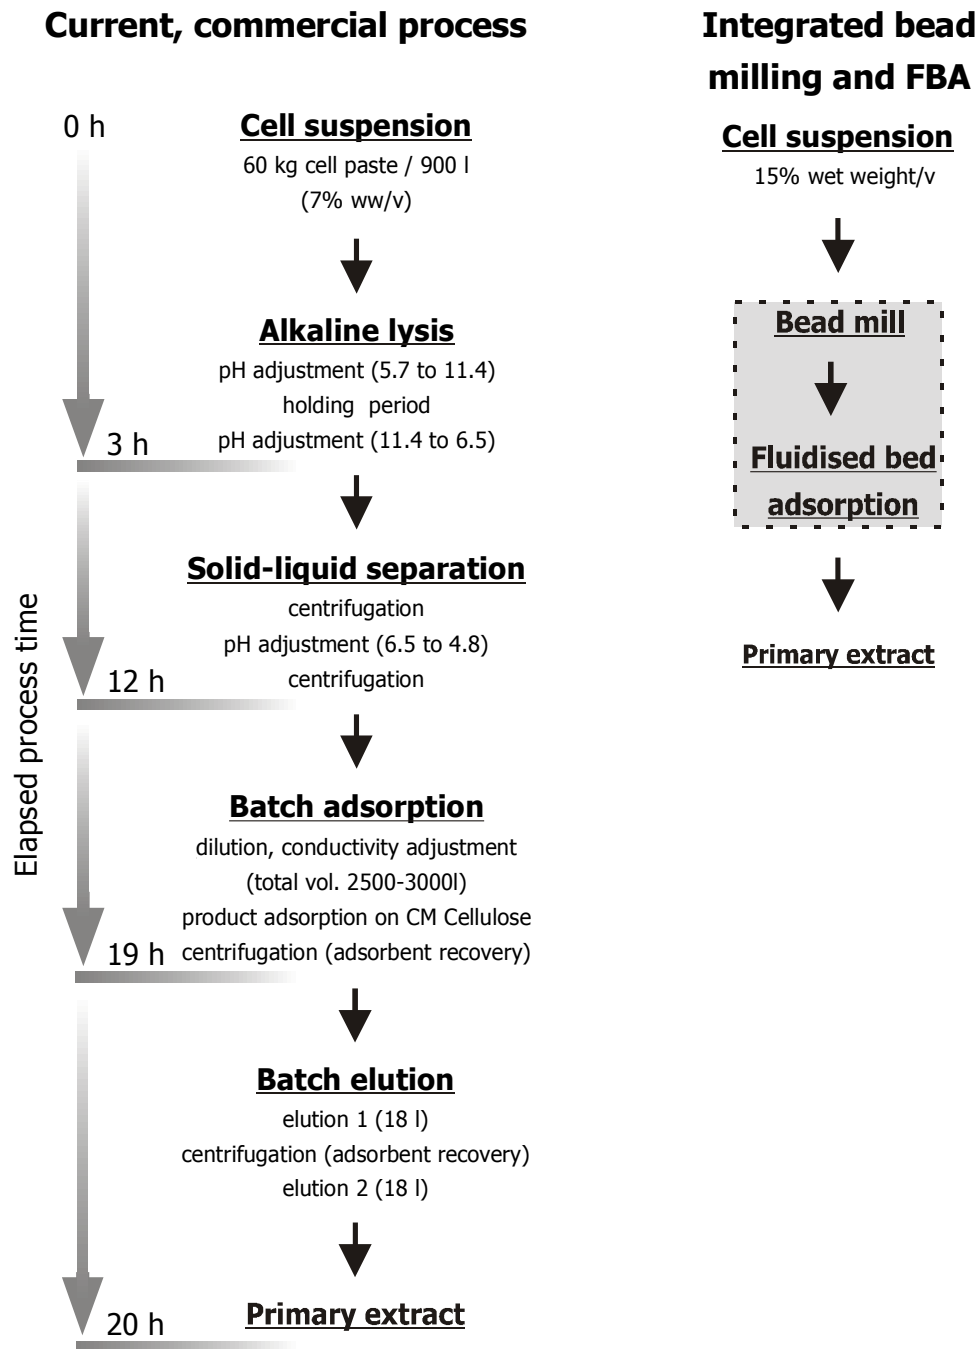 Current, commercial process
0 h
Cell suspension
60 kg cell paste / 900 l
(7% ww/v)
Alkaline lysis
pH adjustment (5.7 to 11.4)
holding period
pH adjustment (11.4 to 6.5)
3 h
Solid-liquid separation
centrifugation
pH adjustment (6.5 to 4.8)
centrifugation
12 h
Batch adsorption
dilution, conductivity adjustment
(total vol. 2500-3000l)
product adsorption on CM Cellulose
centrifugation (adsorbent recovery)
19 h
Batch elution
elution 1 (18 l)
centrifugation (adsorbent recovery)
elution 2 (18 l)
Primary extract
20 h
Elapsed process time
Integrated bead
milling and FBA
Cell suspension
15% wet weight/v
Bead mill
Fluidised bed
adsorption
Primary extract